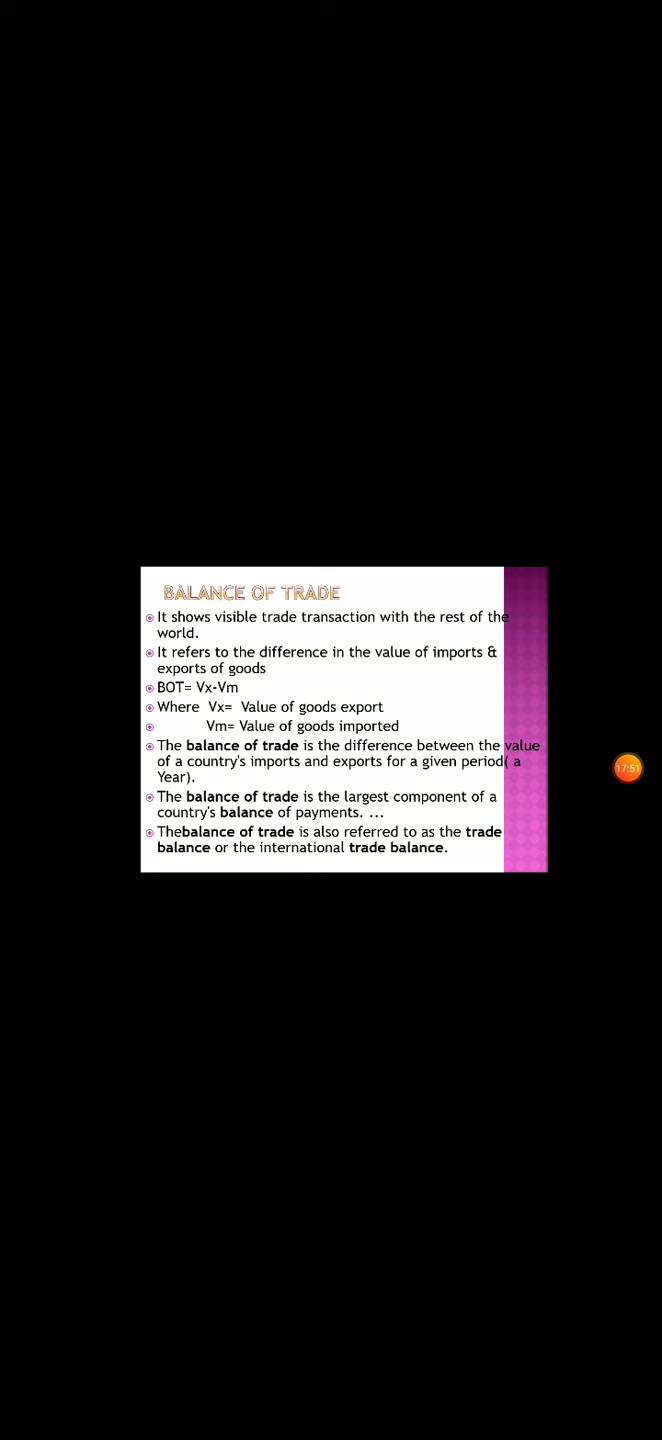 BALANCE OF TRADE
It shows visible trade transaction with the rest of the
world.
It refers to the difference in the value of imports &
exports of goods
BOT= Vx-Vm
Where Vx= Value of goods export
Vm= Value of goods imported
The balance of trade is the difference between the value
of a country's imports and exports for a given period( a
Year).
The balance of trade is the largest component of a
country's balance of payments. ...
Thebalance of trade is also referred to as the trade
balance or the international trade balance.
17:51